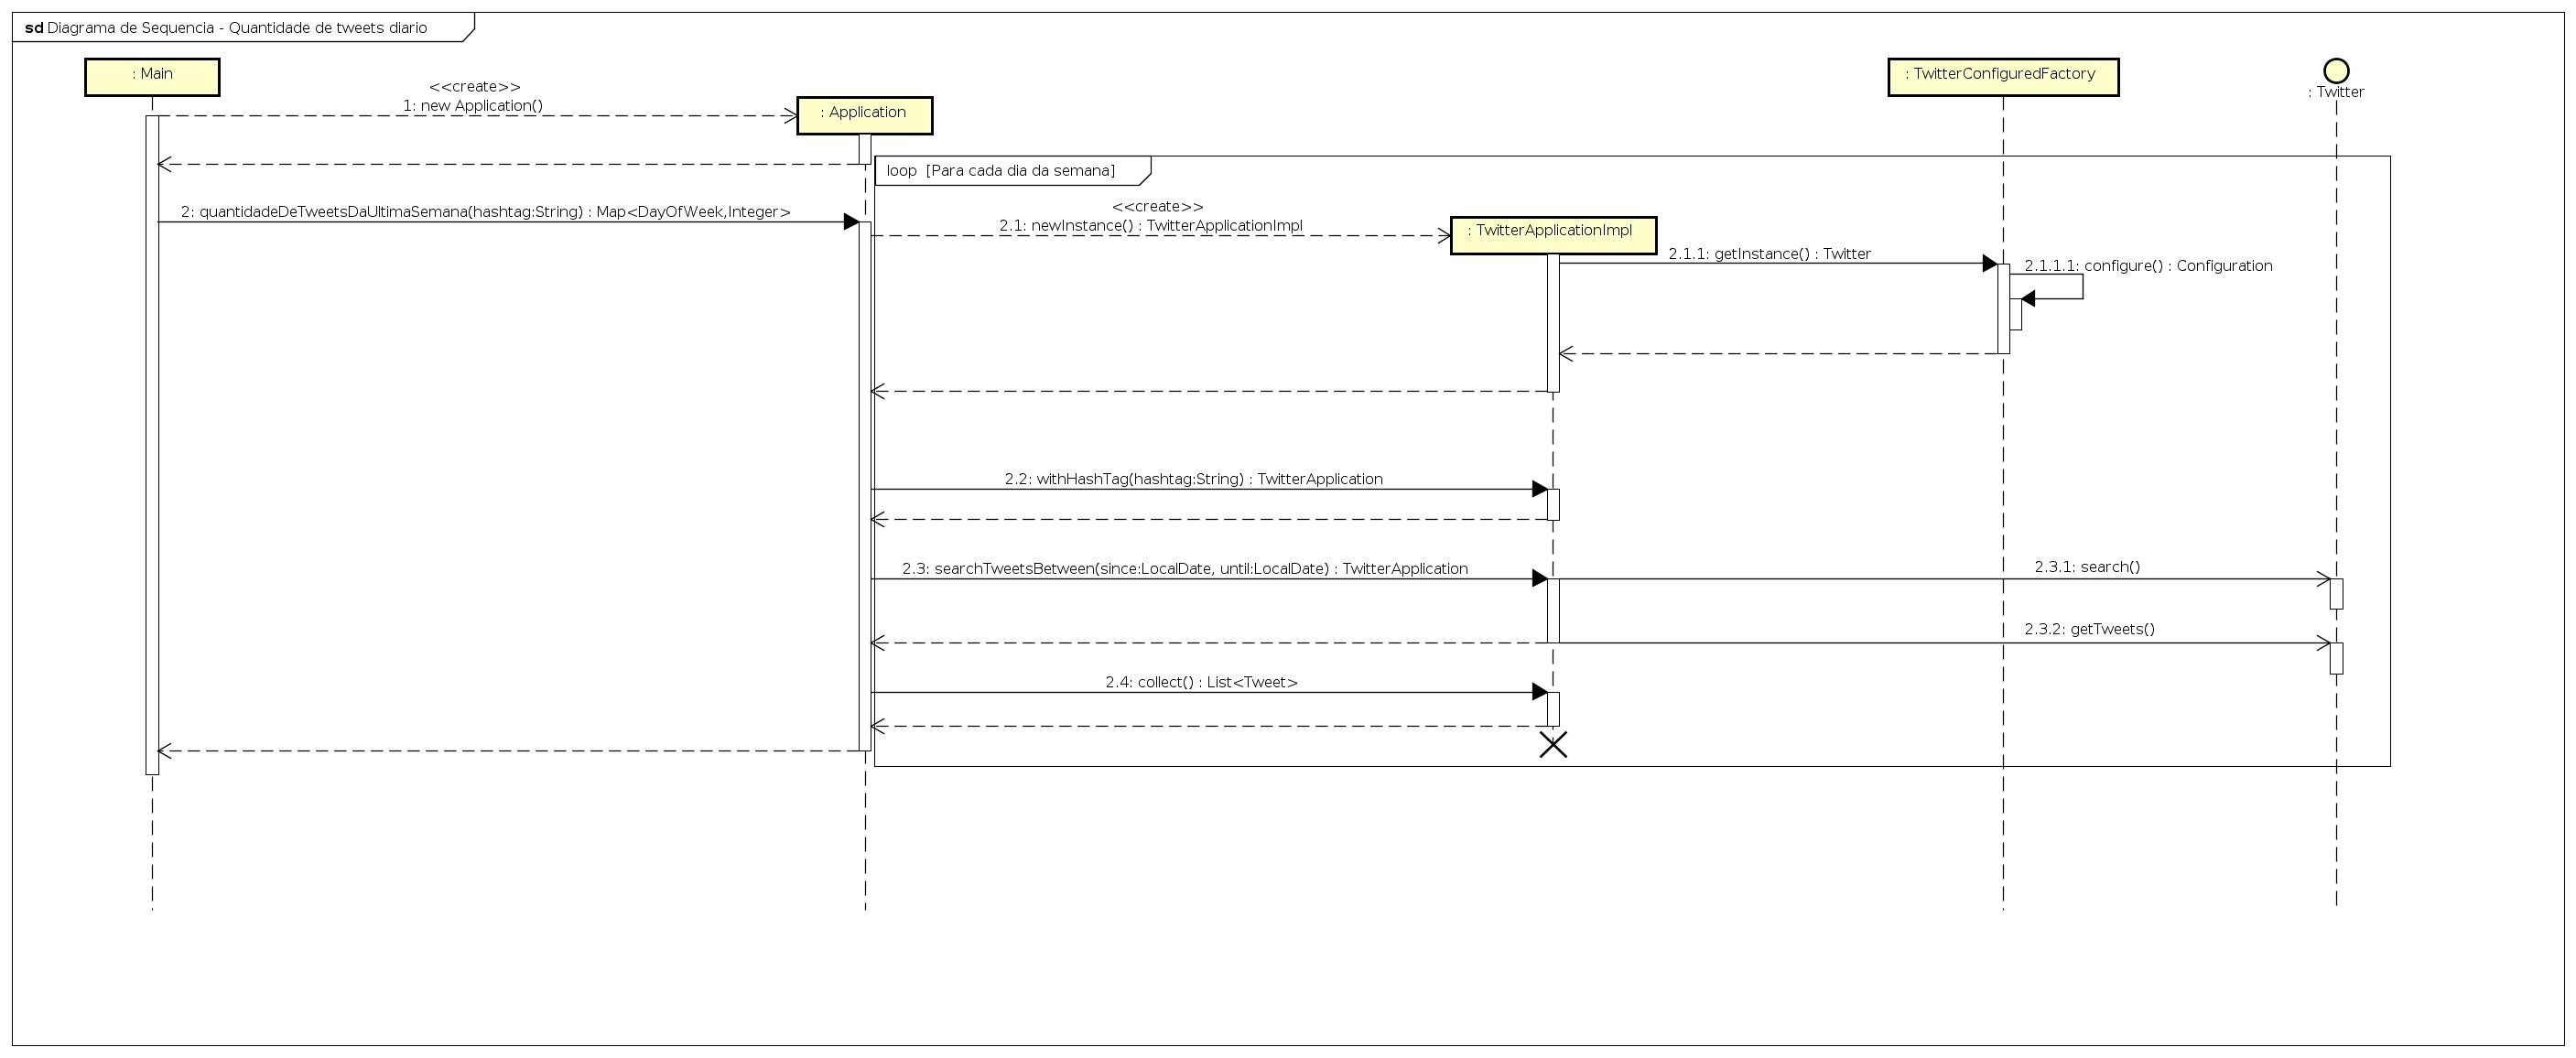 sd Diagrama de Sequencia - Quantidade de tweets diario
: Main
<<create>>
1: new Application()
: Application
: TwitterConfiguredFactory
: Twitter
loop [Para cada dia da semana]
2: quantidadeDeTweetsDaUltimaSemana(hashtag:String) : Map<DayOfWeek,Integer>
<<create>>
2.1: newInstance() : TwitterApplicationImpl
: TwitterApplicationImpl
2.1.1: getInstance() : Twitter
2.1.1.1: configure() : Configuration
2.2: withHashTag(hashtag:String) : TwitterApplication
2.3: searchTweetsBetween(since:LocalDate, until:LocalDate) : TwitterApplication
2.3.1: search()
2.3.2: getTweets()
2.4: collect() : List<Tweet>